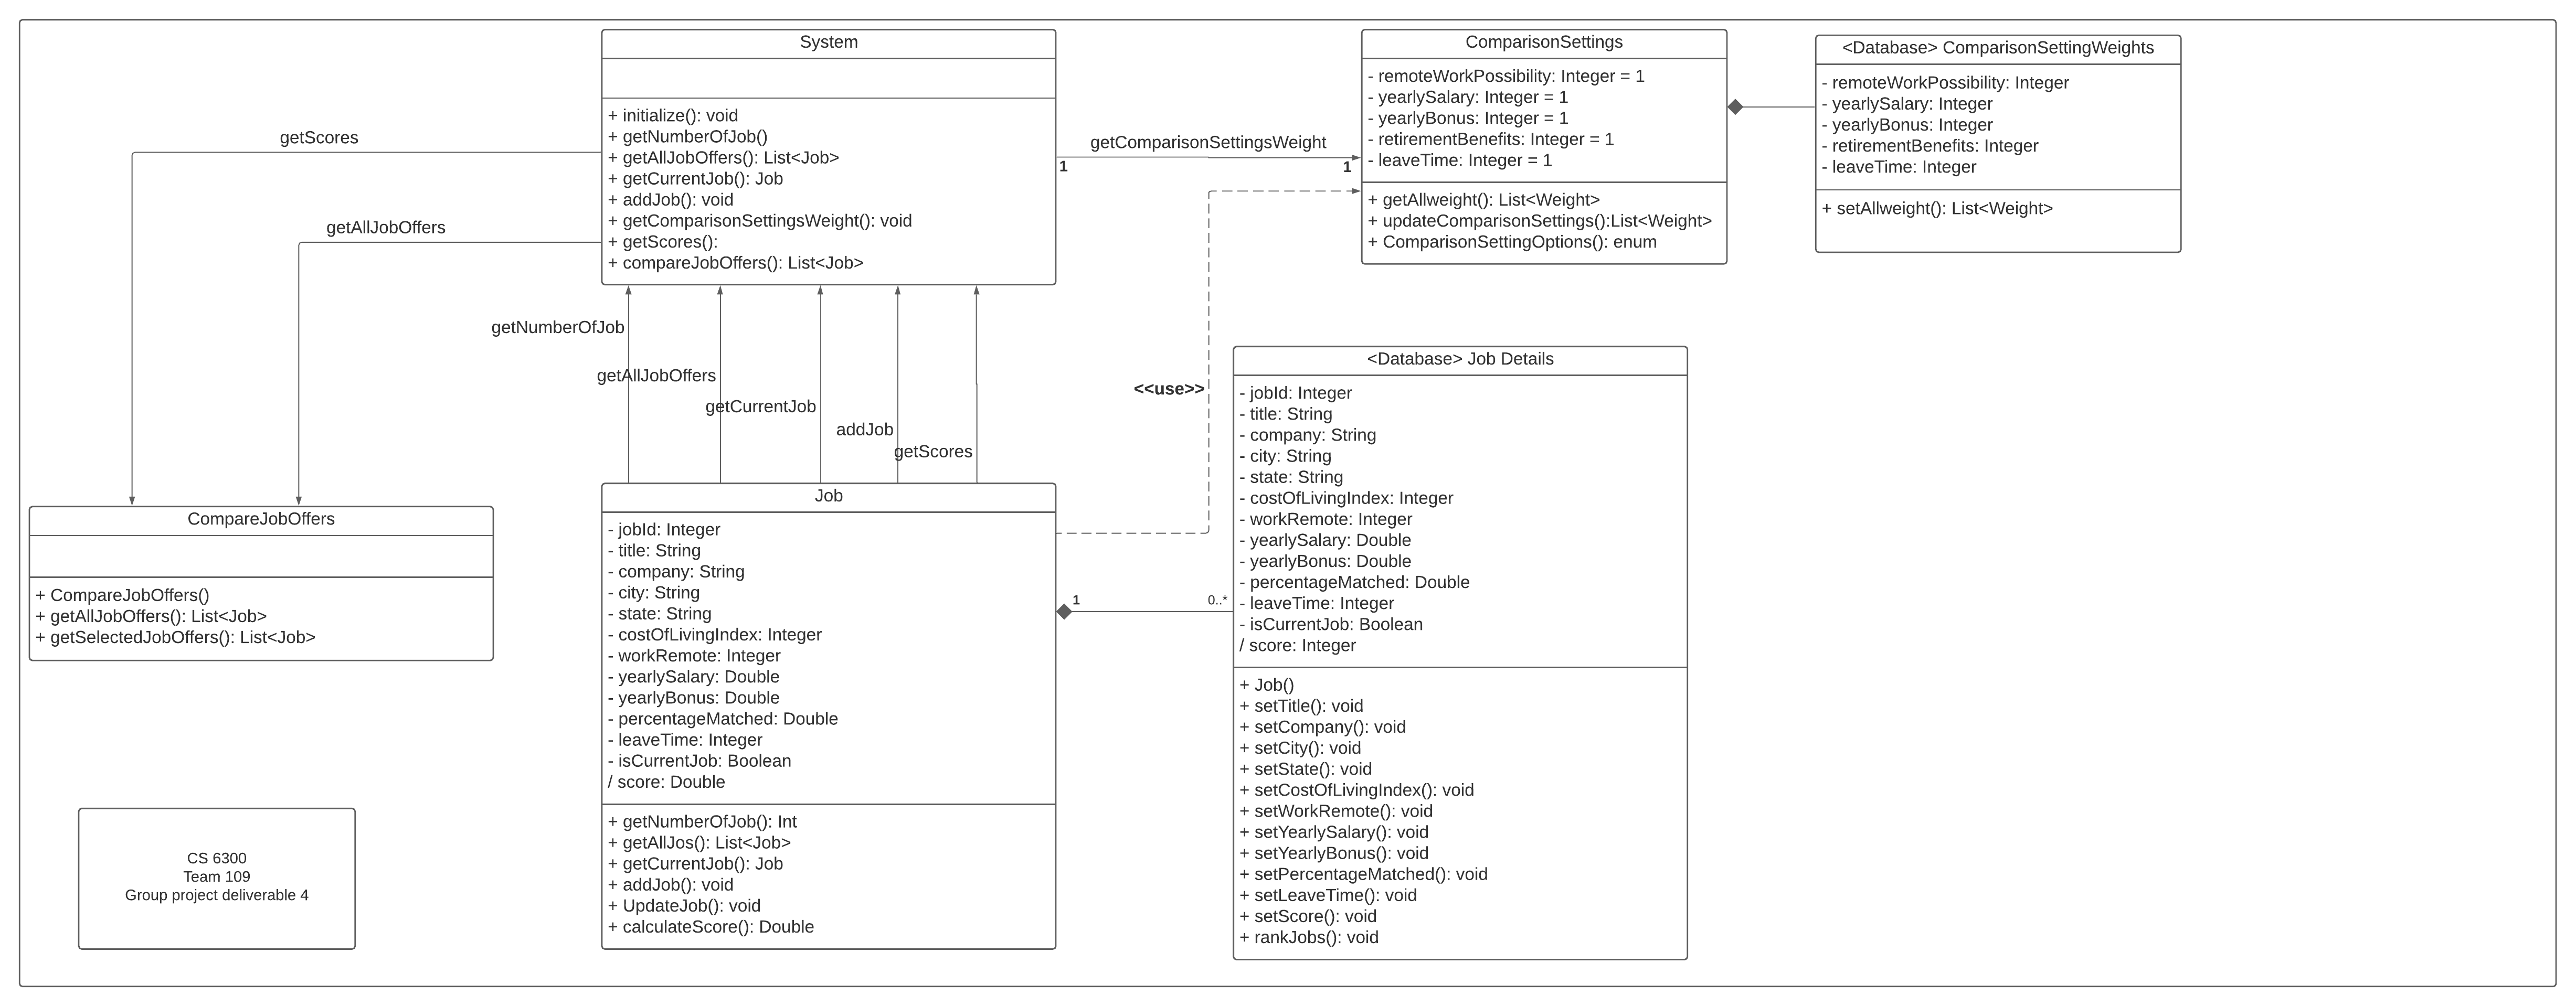 System
+ initialize(): void
+ getNumberOfJob()
+ getAllJobOffers(): List<Job>
+ getCurrentJob(): Job
+ addJob(): void
+ getComparisonSettingsWeight(): void
+ getScores():
+ compareJobOffers(): List<Job>
ComparisonSettings
- remoteWorkPossibility: Integer = 1
- yearlySalary: Integer = 1
- yearlyBonus: Integer = 1
- retirementBenefits: Integer = 1
- leaveTime: Integer = 1
+ getAllweight(): List<Weight>
+ updateComparisonSettings():List<Weight>
+ ComparisonSettingOptions(): enum
<Database> ComparisonSettingWeights
- remoteWorkPossibility: Integer
- yearlySalary: Integer
- yearlyBonus: Integer
- retirementBenefits: Integer
- leaveTime: Integer
+ setAllweight(): List<Weight>
getScores
getAllJobOffers
getComparisonSettingsWeight
1
1
getNumberOfJob
getAllJobOffers
getCurrentJob
addJob
getScores
<<use>>
CompareJobOffers
+ CompareJobOffers()
+ getAllJobOffers(): List<Job>
+ getSelectedJobOffers(): List<Job>
Job
- jobId: Integer
- title: String
- company: String
- city: String
- state: String
- costOfLivingIndex: Integer
- workRemote: Integer
- yearlySalary: Double
- yearlyBonus: Double
- percentageMatched: Double
- leaveTime: Integer
- isCurrentJob: Boolean
/ score: Double
+ getNumberOfJob(): Int
+ getAllJos(): List<Job>
+ getCurrentJob(): Job
+ addJob(): void
+ UpdateJob(): void
+ calculateScore(): Double
1
0..*
<Database> Job Details
- jobId: Integer
- title: String
- company: String
- city: String
- state: String
- costOfLivingIndex: Integer
- workRemote: Integer
- yearlySalary: Double
- yearlyBonus: Double
- percentageMatched: Double
- leaveTime: Integer
- isCurrentJob: Boolean
/ score: Integer
+ Job()
+ setTitle(): void
+ setCompany(): void
+ setCity(): void
+ setState(): void
+ setCostOfLivingIndex(): void
+ setWorkRemote(): void
+ setYearlySalary(): void
+ setYearlyBonus(): void
+ setPercentageMatched(): void
+ setLeaveTime(): void
+ setScore(): void
+ rankJobs(): void
CS 6300
Team 109
Group project deliverable 4